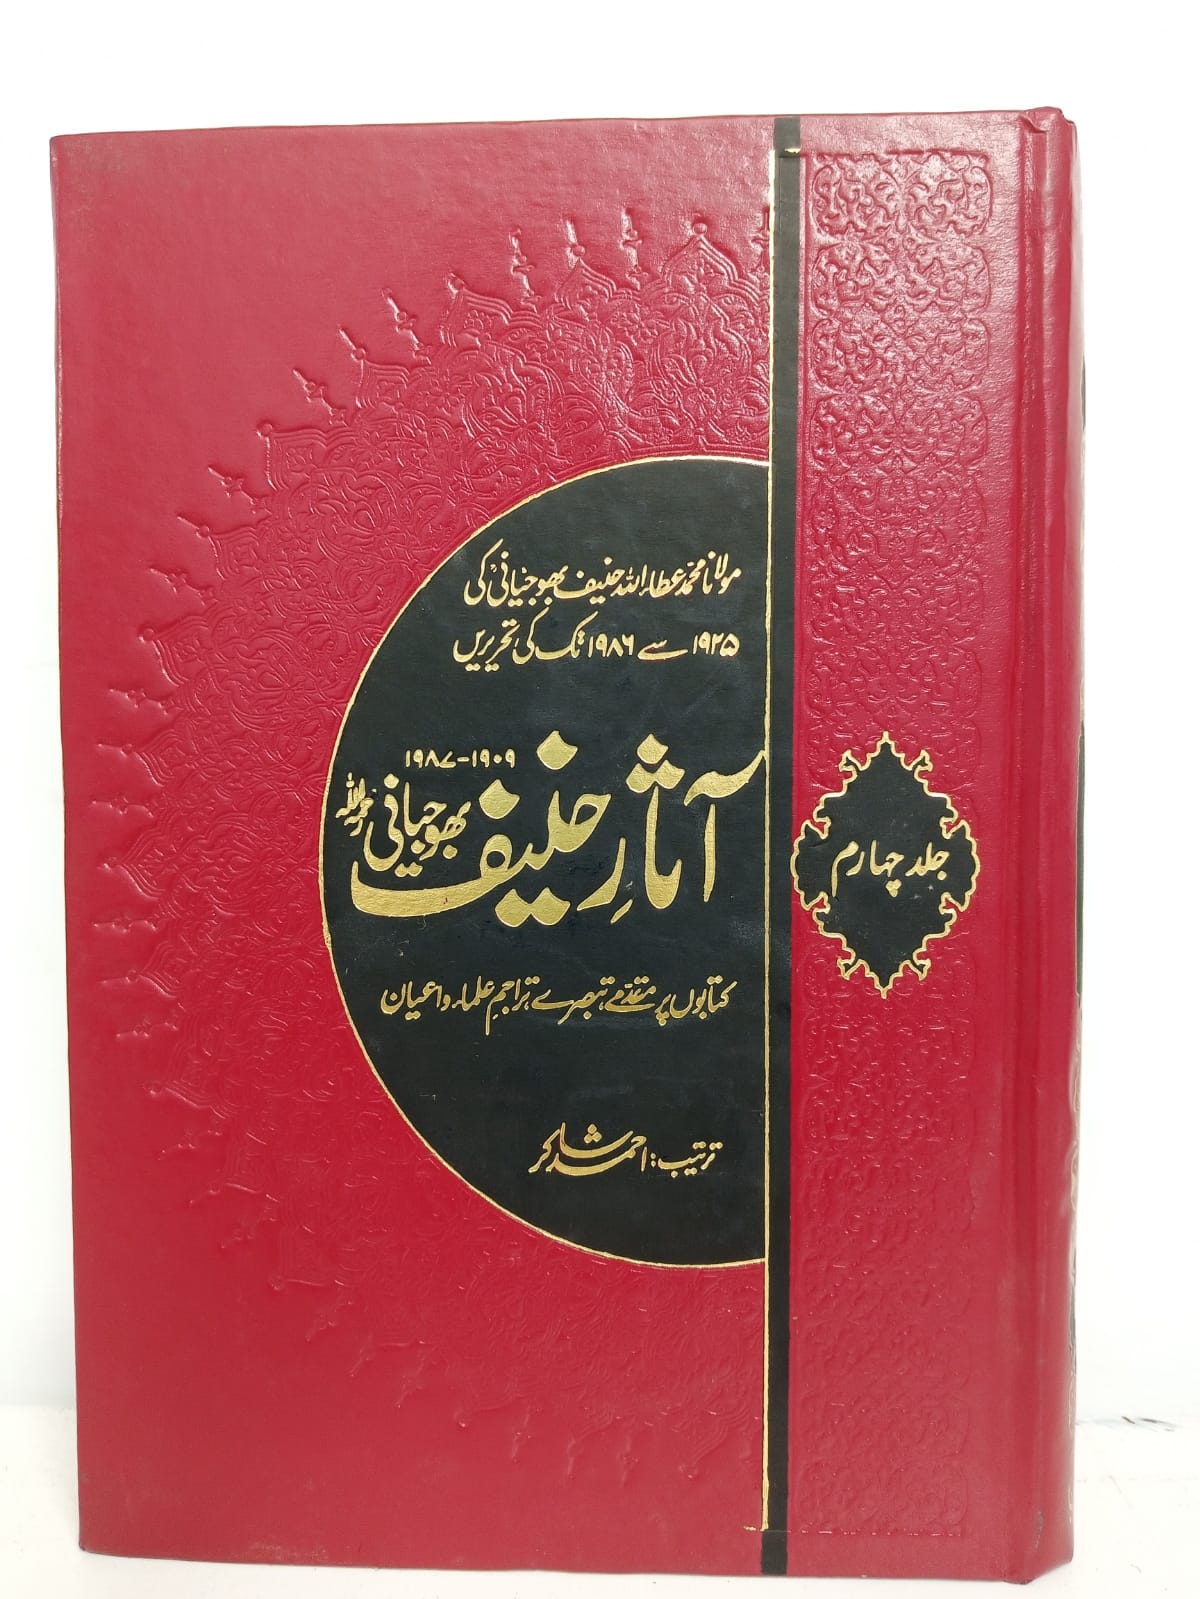 مولانا محمد عطاء اللہ حنیف بھوجیانیؒ کی
۱۹۲۵ سے ۱۹۸۶ تک کی تحریریں
۱۹۰۹-۱۹۸۷
آثارِ حنیف بھوجیانی رحمہ اللہ
جلد چہارم
کتابوں پر مقدمے، تبصرے، تراجمِ علماء و اعیان
ترتیب: احمد شاکر